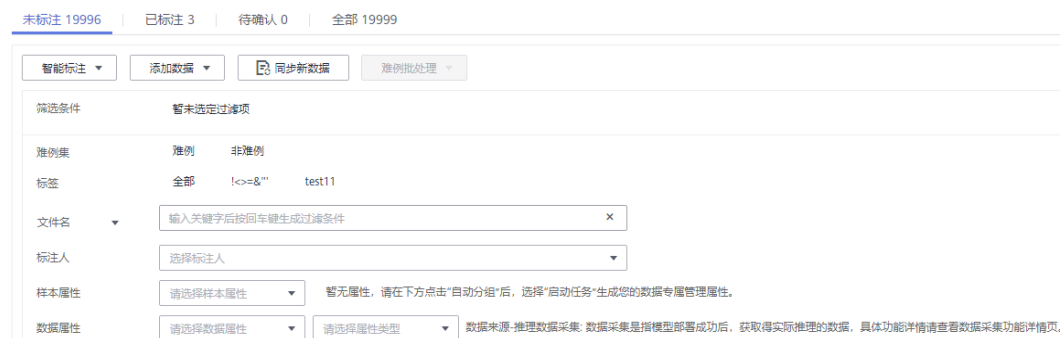 未标注 19996 已标注 3 待确认 0 全部 19999
智能标注 添加数据 同步新数据 难例批处理
筛选条件 暂未选定过滤项
难例集 难例 非难例
标签 全部 !<>=&"' test11
文件名 输入关键字后按回车键生成过滤条件
标注人 选择标注人
样本属性 请选择样本属性 暂无属性，请在下方点击“自动分组”后，选择“启动任务”生成您的数据专属管理属性。
数据属性 请选择数据属性 请选择属性类型 数据来源-推理数据采集: 数据采集是指模型部署成功后，获取得实际推理的数据，具体功能详情请查看数据采集功能详情页。